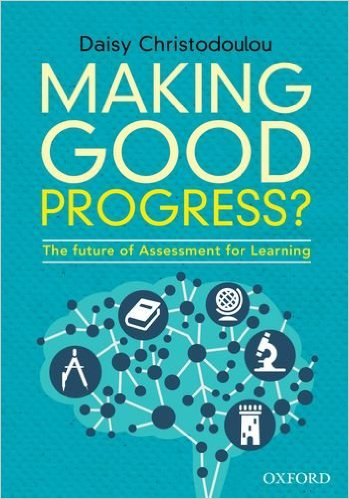 Daisy Christodoulou
MAKING
GOOD
PROGRESS?
The future of Assessment for Learning
OXFORD